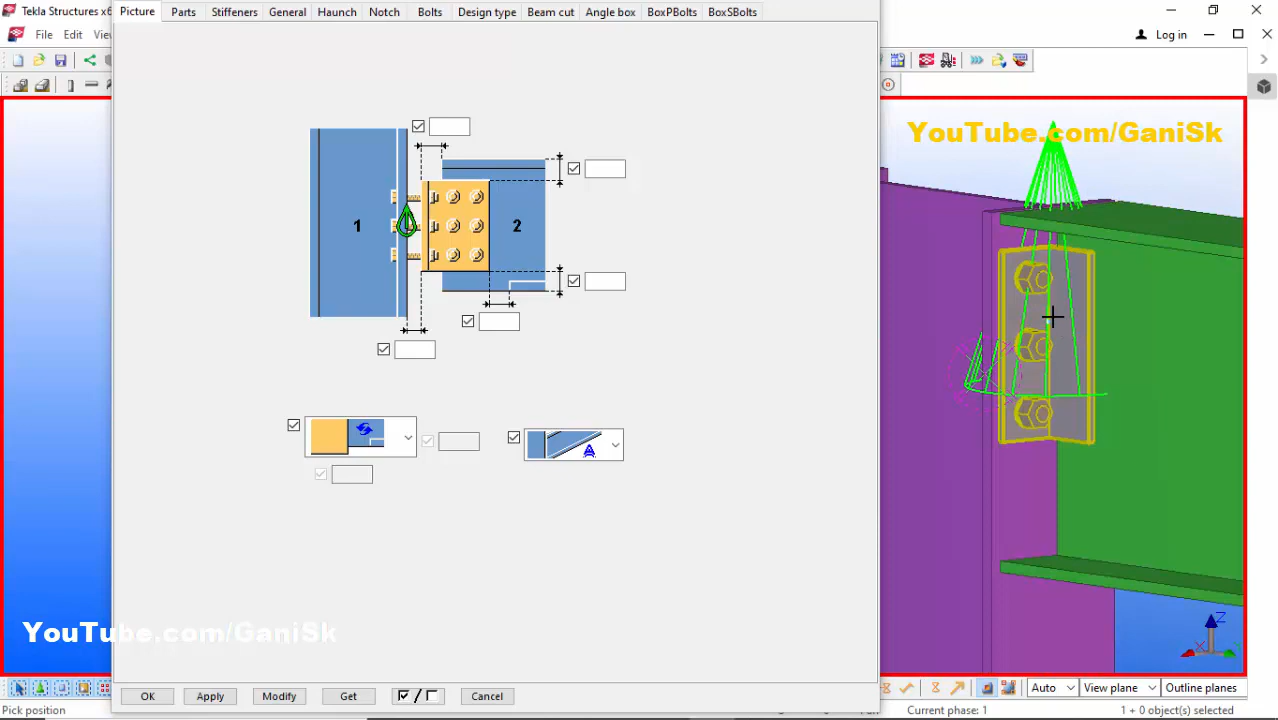 Tekla Structures x6
Log in
File Edit Vie
Picture Parts Stiffeners General Haunch Notch Bolts Design type Beam cut Angle box BoxPBolts BoxSBolts
YouTube.com/GaniSk
1
2
A
Z
YouTube.com/GaniSk
OK Apply Modify Get / Cancel
Auto View plane Outline planes
Pick position
Current phase: 1
1 + 0 object(s) selected